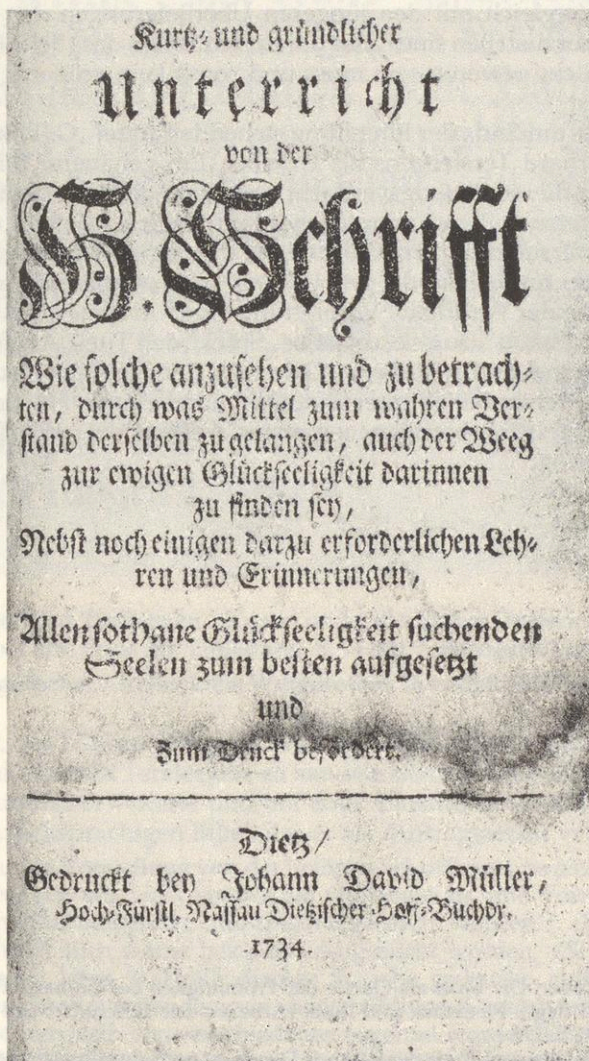 Kurtz- und gründlicher
Unterricht
von der
H. Schrifft
Wie solche anzusehen und zu betrach-
ten, durch was Mittel zum wahren Ver-
stand derselben zu gelangen, auch der Weeg
zur ewigen Glückseeligkeit darinnen
zu finden sey,
Nebst noch einigen darzu erforderlichen Leh-
ren und Erinnerungen,
Allen sothane Glückseeligkeit suchenden
Seelen zum besten aufgesetzt
und
Zum Druck befördert.
Dietz/
Gedruckt bey Johann David Müller,
Hoch-Fürstl. Nassau Dietzischer Hoff-Buchdr.
1734.